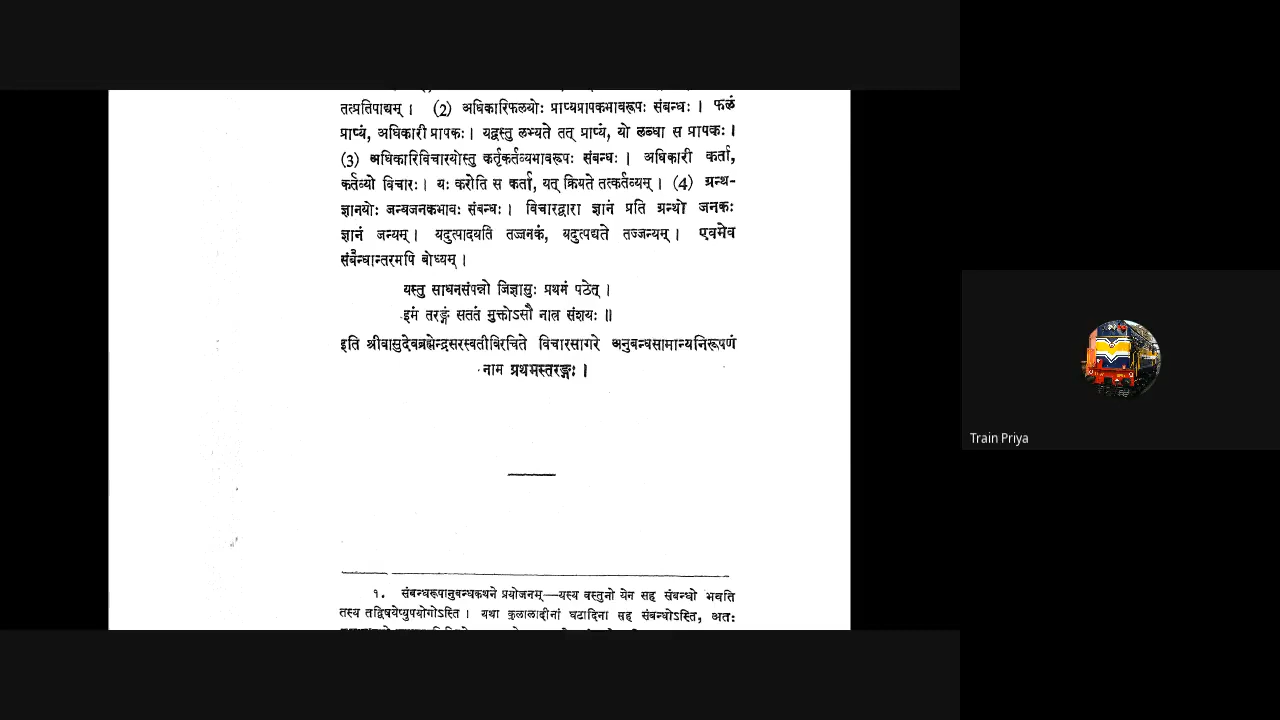 तत्प्रतिपाद्यम् । (2) अधिकारिफलयोः प्राप्यप्रापकभावरूपः संबन्धः । फलं
प्राप्यं, अधिकारी प्रापकः । यद्वस्तु लभ्यते तत् प्राप्यं, यो लब्धा स प्रापकः ।
(3) अधिकारिविचारयोस्तु कर्तृकर्तव्यभावरूपः संबन्धः । अधिकारी कर्ता,
कर्तव्यो विचारः । यः करोति स कर्ता, यत् क्रियते तत्कर्तव्यम् । (4) ग्रन्थ-
ज्ञानयोः जन्यजनकभावः संबन्धः । विचारद्वारा ज्ञानं प्रति ग्रन्थो जनकः
ज्ञानं जन्यम् । यदुत्पादयति तज्जनकं, यदुत्पद्यते तज्जन्यम् । एवमेव
संबन्धान्तरमपि बोध्यम् ।
यस्तु साधनसंपन्नो जिज्ञासुः प्रथमं पठेत् ।
इमं तरङ्गं सततं मुक्तोऽसौ नात्र संशयः ॥
इति श्रीवासुदेवब्रह्मेन्द्रसरस्वतीविरचिते विचारसागरे अनुबन्धसामान्यनिरूपणं
नाम प्रथमस्तरङ्गः ।
१. संबन्धरूपानुबन्धकथने प्रयोजनम्—यस्य वस्तुनो येन सह संबन्धो भवति
तस्य तद्विषयेप्युपयोगोऽस्ति । यथा कुलालादीनां घटादिना सह संबन्धोऽस्ति, अतः
Train Priya